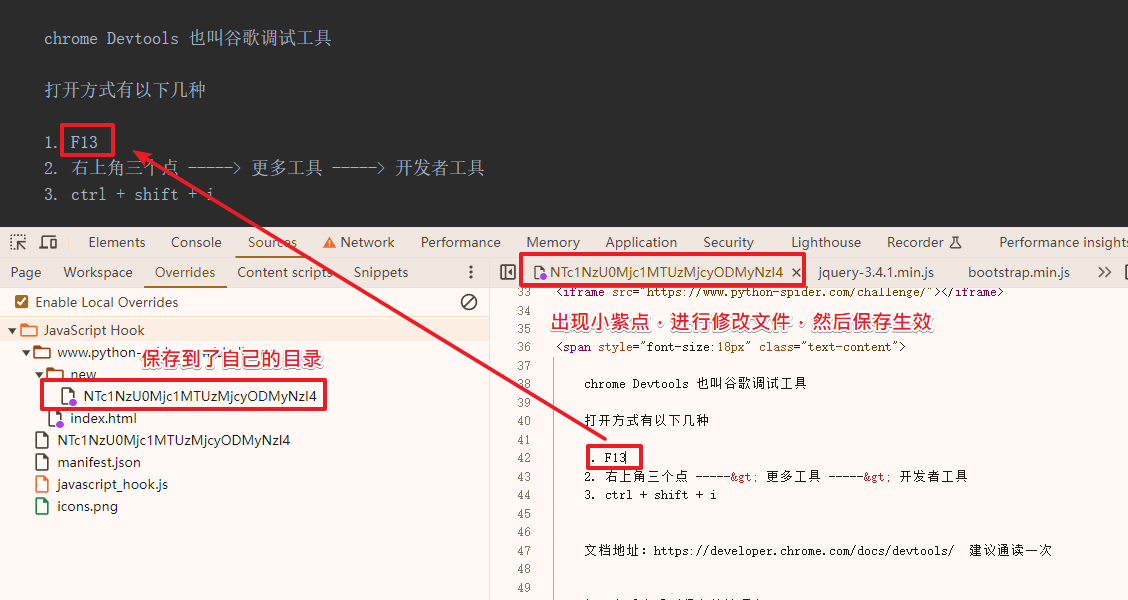 chrome Devtools 也叫谷歌调试工具
打开方式有以下几种
1. F13
2. 右上角三个点 -----> 更多工具 -----> 开发者工具
3. ctrl + shift + i
Elements Console Sources Network Performance Memory Application Security Lighthouse Recorder Performance insights
Page Workspace Overrides Content scripts Snippets
NTc1NzU0Mjc1MTUzMjcyODMyNzI4 × jquery-3.4.1.min.js bootstrap.min.js
Enable Local Overrides
JavaScript Hook
www.python-
保存到了自己的目录
new
NTc1NzU0Mjc1MTUzMjcyODMyNzI4
index.html
NTc1NzU0Mjc1MTUzMjcyODMyNzI4
manifest.json
javascript_hook.js
icons.png
33 <iframe src="https://www.python-spider.com/challenge/"></iframe>
34
出现小紫点，进行修改文件，然后保存生效
35
36 <span style="font-size:18px" class="text-content">
37
38 chrome Devtools 也叫谷歌调试工具
39
40 打开方式有以下几种
41
42 . F13
43 2. 右上角三个点 -----&gt; 更多工具 -----&gt; 开发者工具
44 3. ctrl + shift + i
45
46
47 文档地址：https://developer.chrome.com/docs/devtools/ 建议通读一次
48
49